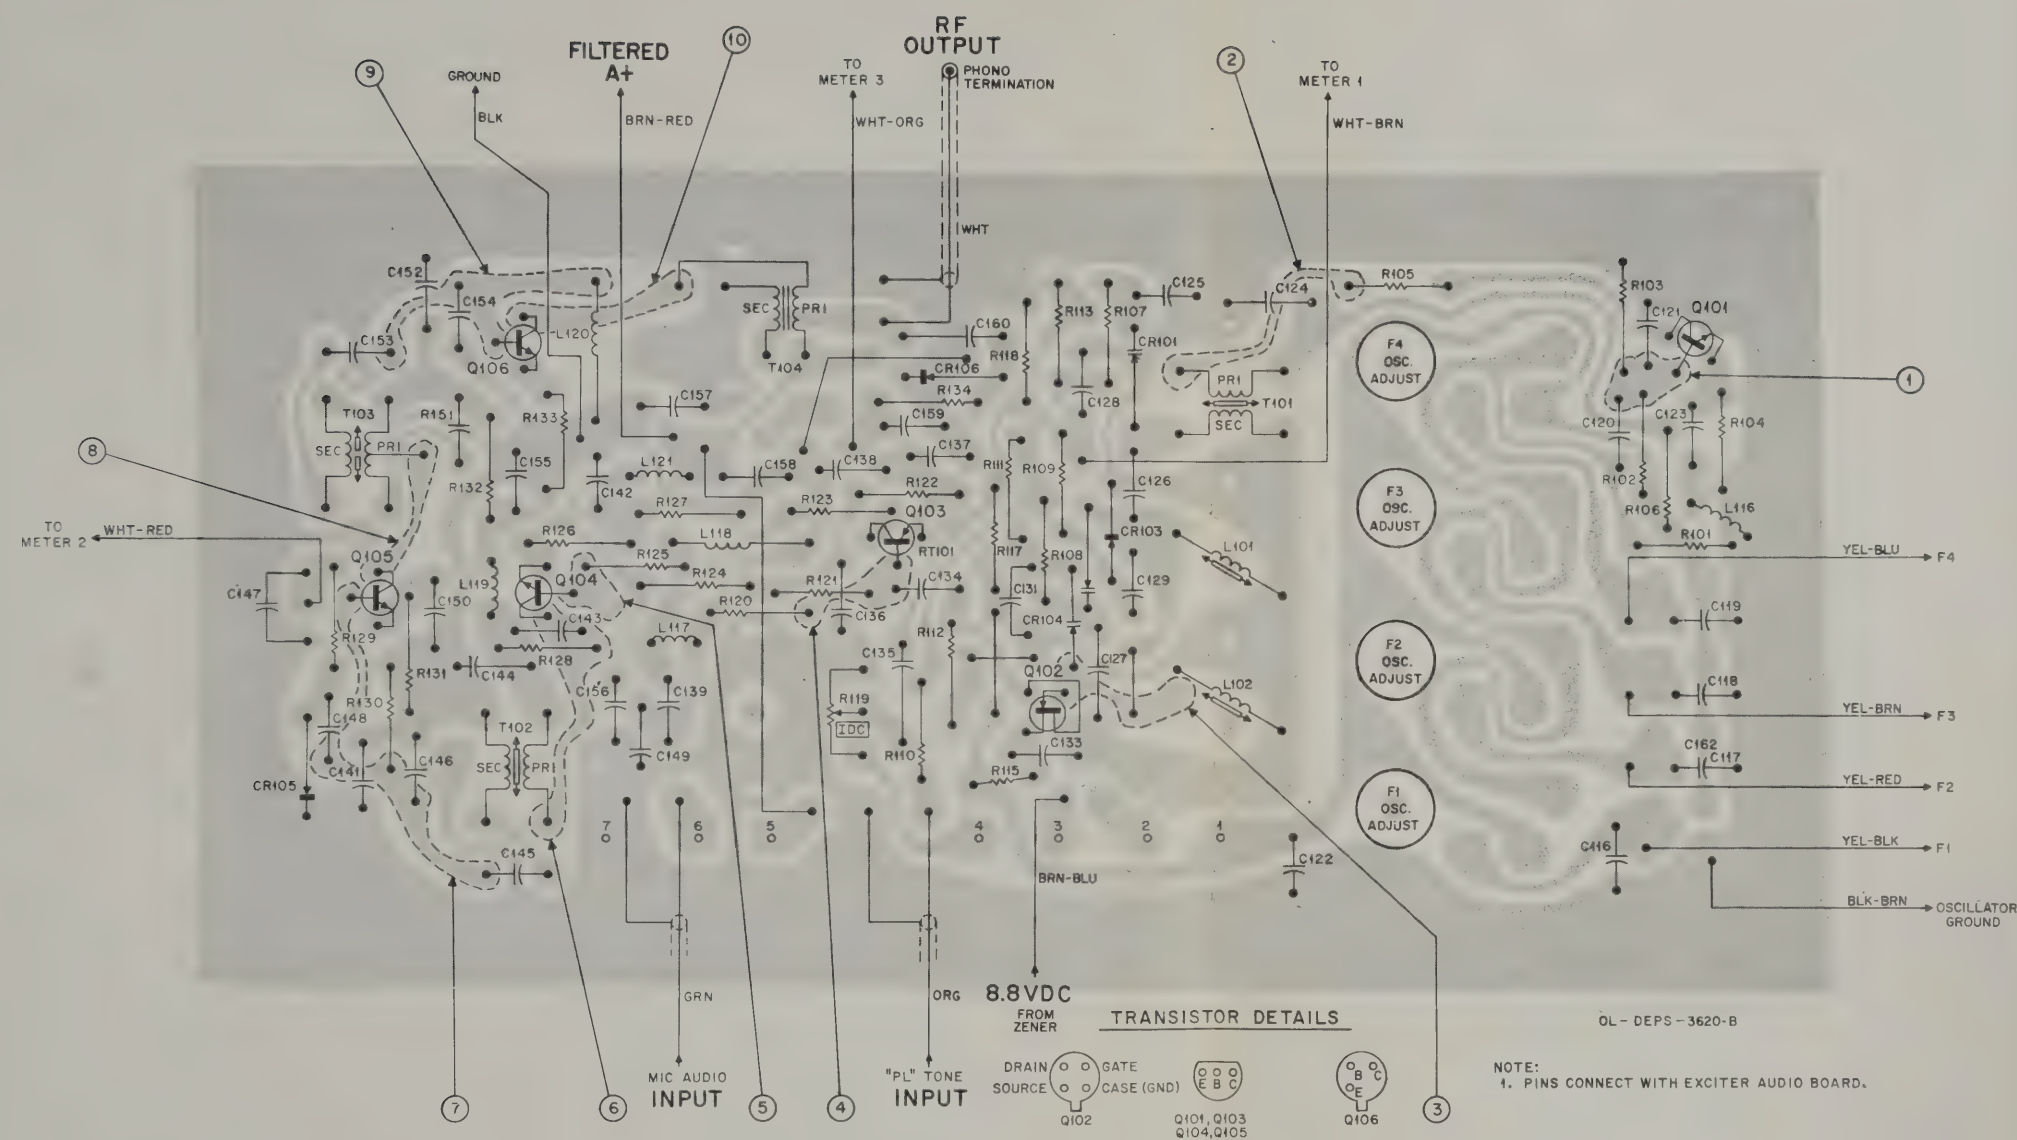 RF
OUTPUT
FILTERED
A+
10
9
2
GROUND
TO
METER 3
PHONO
TERMINATION
TO
METER 1
BLK
BRN-RED
WHT-ORG
WHT-BRN
WHT
C152
C154
L120
C153
Q106
SEC PRI
T104
C160
R118
R113
R107
C125
CR101
C124
R105
R103
C121
Q101
1
F4
OSC.
ADJUST
CR106
R134
C128
PRI
T101
SEC
T103
SEC PRI
R151
R133
C157
C159
C120
C123
R104
8
C155
R132
C142
L121
C158
C138
C137
R111
R109
C126
R102
R106
L116
R122
R123
Q103
F3
OSC.
ADJUST
R127
TO
METER 2
WHT-RED
R126
L118
RT101
R117
R108
CR103
L101
R101
YEL-BLU
F4
Q105
R125
Q104
R124
R121
C134
C129
C147
L119
C150
R120
C136
C131
CR104
C119
C143
L117
R129
R128
R112
C135
C127
F2
OSC.
ADJUST
R131
C144
Q102
R130
C156
C139
R119
IDC
L102
C118
YEL-BRN
F3
C148
T102
SEC PRI
C149
R110
C133
C162
C117
C141
C146
R115
YEL-RED
F2
CR105
F1
OSC.
ADJUST
7
6
5
4
3
2
1
C145
C122
C116
YEL-BLK
F1
BRN-BLU
BLK-BRN
OSCILLATOR
GROUND
GRN
ORG
8.8VDC
FROM
ZENER
TRANSISTOR DETAILS
OL-DEPS-3620-B
MIC AUDIO
INPUT
"PL" TONE
INPUT
DRAIN
GATE
SOURCE
CASE (GND)
Q102
E B C
Q101,Q103
Q104,Q105
B C
E
Q106
NOTE:
1. PINS CONNECT WITH EXCITER AUDIO BOARD.
7
6
5
4
3